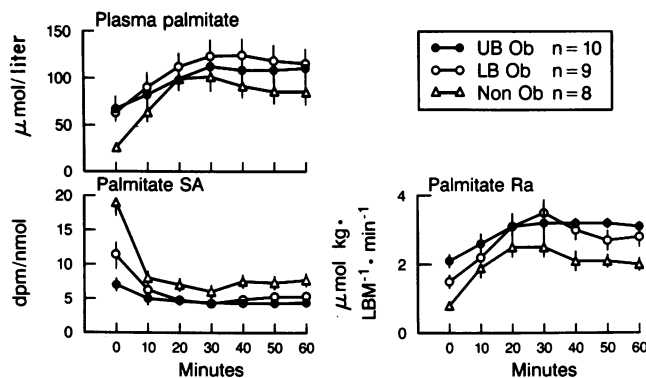 Plasma palmitate
μmol/liter
150
100
50
0
UB Ob n=10
LB Ob n=9
Non Ob n=8
Palmitate SA
dpm/nmol
20
15
10
5
0
0 10 20 30 40 50 60
Minutes
Palmitate Ra
μmol kg·
LBM⁻¹· min⁻¹
4
2
0
0 10 20 30 40 50 60
Minutes